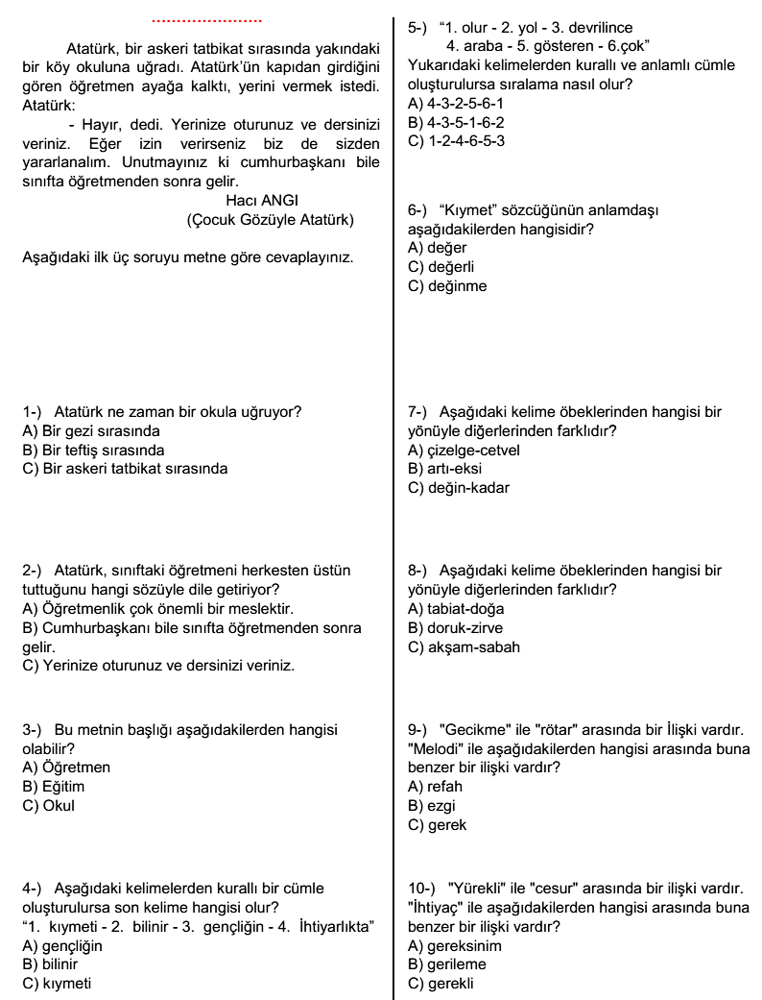 ........................
Atatürk, bir askeri tatbikat sırasında yakındaki
bir köy okuluna uğradı. Atatürk'ün kapıdan girdiğini
gören öğretmen ayağa kalktı, yerini vermek istedi.
Atatürk:
- Hayır, dedi. Yerinize oturunuz ve dersinizi
veriniz. Eğer izin verirseniz biz de sizden
yararlanalım. Unutmayınız ki cumhurbaşkanı bile
sınıfta öğretmenden sonra gelir.
Hacı ANGI
(Çocuk Gözüyle Atatürk)
Aşağıdaki ilk üç soruyu metne göre cevaplayınız.
1-) Atatürk ne zaman bir okula uğruyor?
A) Bir gezi sırasında
B) Bir teftiş sırasında
C) Bir askeri tatbikat sırasında
2-) Atatürk, sınıftaki öğretmeni herkesten üstün
tuttuğunu hangi sözüyle dile getiriyor?
A) Öğretmenlik çok önemli bir meslektir.
B) Cumhurbaşkanı bile sınıfta öğretmenden sonra
gelir.
C) Yerinize oturunuz ve dersinizi veriniz.
3-) Bu metnin başlığı aşağıdakilerden hangisi
olabilir?
A) Öğretmen
B) Eğitim
C) Okul
4-) Aşağıdaki kelimelerden kurallı bir cümle
oluşturulursa son kelime hangisi olur?
“1. kıymeti - 2. bilinir - 3. gençliğin - 4. İhtiyarlıkta”
A) gençliğin
B) bilinir
C) kıymeti
5-) “1. olur - 2. yol - 3. devrilince
4. araba - 5. gösteren - 6.çok”
Yukarıdaki kelimelerden kurallı ve anlamlı cümle
oluşturulursa sıralama nasıl olur?
A) 4-3-2-5-6-1
B) 4-3-5-1-6-2
C) 1-2-4-6-5-3
6-) “Kıymet” sözcüğünün anlamdaşı
aşağıdakilerden hangisidir?
A) değer
C) değerli
C) değinme
7-) Aşağıdaki kelime öbeklerinden hangisi bir
yönüyle diğerlerinden farklıdır?
A) çizelge-cetvel
B) artı-eksi
C) değin-kadar
8-) Aşağıdaki kelime öbeklerinden hangisi bir
yönüyle diğerlerinden farklıdır?
A) tabiat-doğa
B) doruk-zirve
C) akşam-sabah
9-) "Gecikme" ile "rötar" arasında bir İlişki vardır.
"Melodi" ile aşağıdakilerden hangisi arasında buna
benzer bir ilişki vardır?
A) refah
B) ezgi
C) gerek
10-) "Yürekli" ile "cesur" arasında bir ilişki vardır.
"İhtiyaç" ile aşağıdakilerden hangisi arasında buna
benzer bir ilişki vardır?
A) gereksinim
B) gerileme
C) gerekli